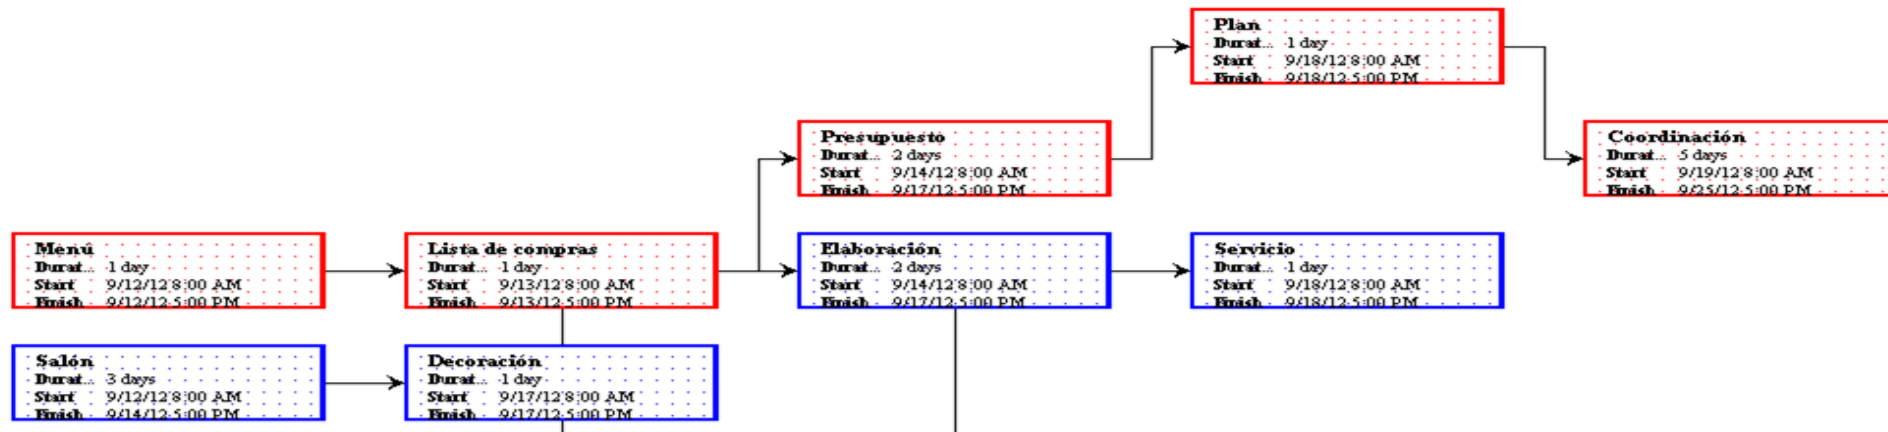 Plan
Durat... 1 day
Start 9/18/12 8:00 AM
Finish 9/18/12 5:00 PM
Presupuesto
Durat... 2 days
Start 9/14/12 8:00 AM
Finish 9/17/12 5:00 PM
Coordinación
Durat... 5 days
Start 9/19/12 8:00 AM
Finish 9/25/12 5:00 PM
Menú
Durat... 1 day
Start 9/12/12 8:00 AM
Finish 9/12/12 5:00 PM
Lista de compras
Durat... 1 day
Start 9/13/12 8:00 AM
Finish 9/13/12 5:00 PM
Elaboración
Durat... 2 days
Start 9/14/12 8:00 AM
Finish 9/17/12 5:00 PM
Servicio
Durat... 1 day
Start 9/18/12 8:00 AM
Finish 9/18/12 5:00 PM
Salón
Durat... 3 days
Start 9/12/12 8:00 AM
Finish 9/14/12 5:00 PM
Decoración
Durat... 1 day
Start 9/17/12 8:00 AM
Finish 9/17/12 5:00 PM